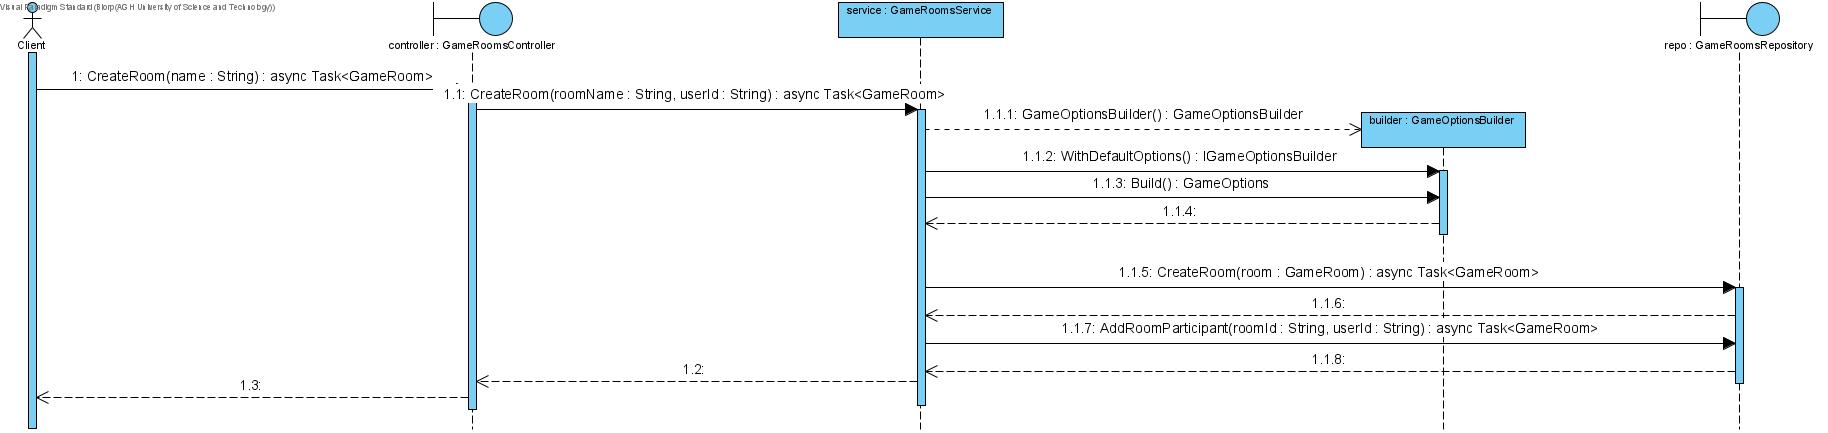 Visual Paradigm Standard (Blorp(AGH University of Science and Technology))
Client
controller : GameRoomsController
service : GameRoomsService
repo : GameRoomsRepository
1: CreateRoom(name : String) : async Task<GameRoom>
1.1: CreateRoom(roomName : String, userId : String) : async Task<GameRoom>
1.1.1: GameOptionsBuilder() : GameOptionsBuilder
builder : GameOptionsBuilder
1.1.2: WithDefaultOptions() : IGameOptionsBuilder
1.1.3: Build() : GameOptions
1.1.4:
1.1.5: CreateRoom(room : GameRoom) : async Task<GameRoom>
1.1.6:
1.1.7: AddRoomParticipant(roomId : String, userId : String) : async Task<GameRoom>
1.1.8:
1.2:
1.3: